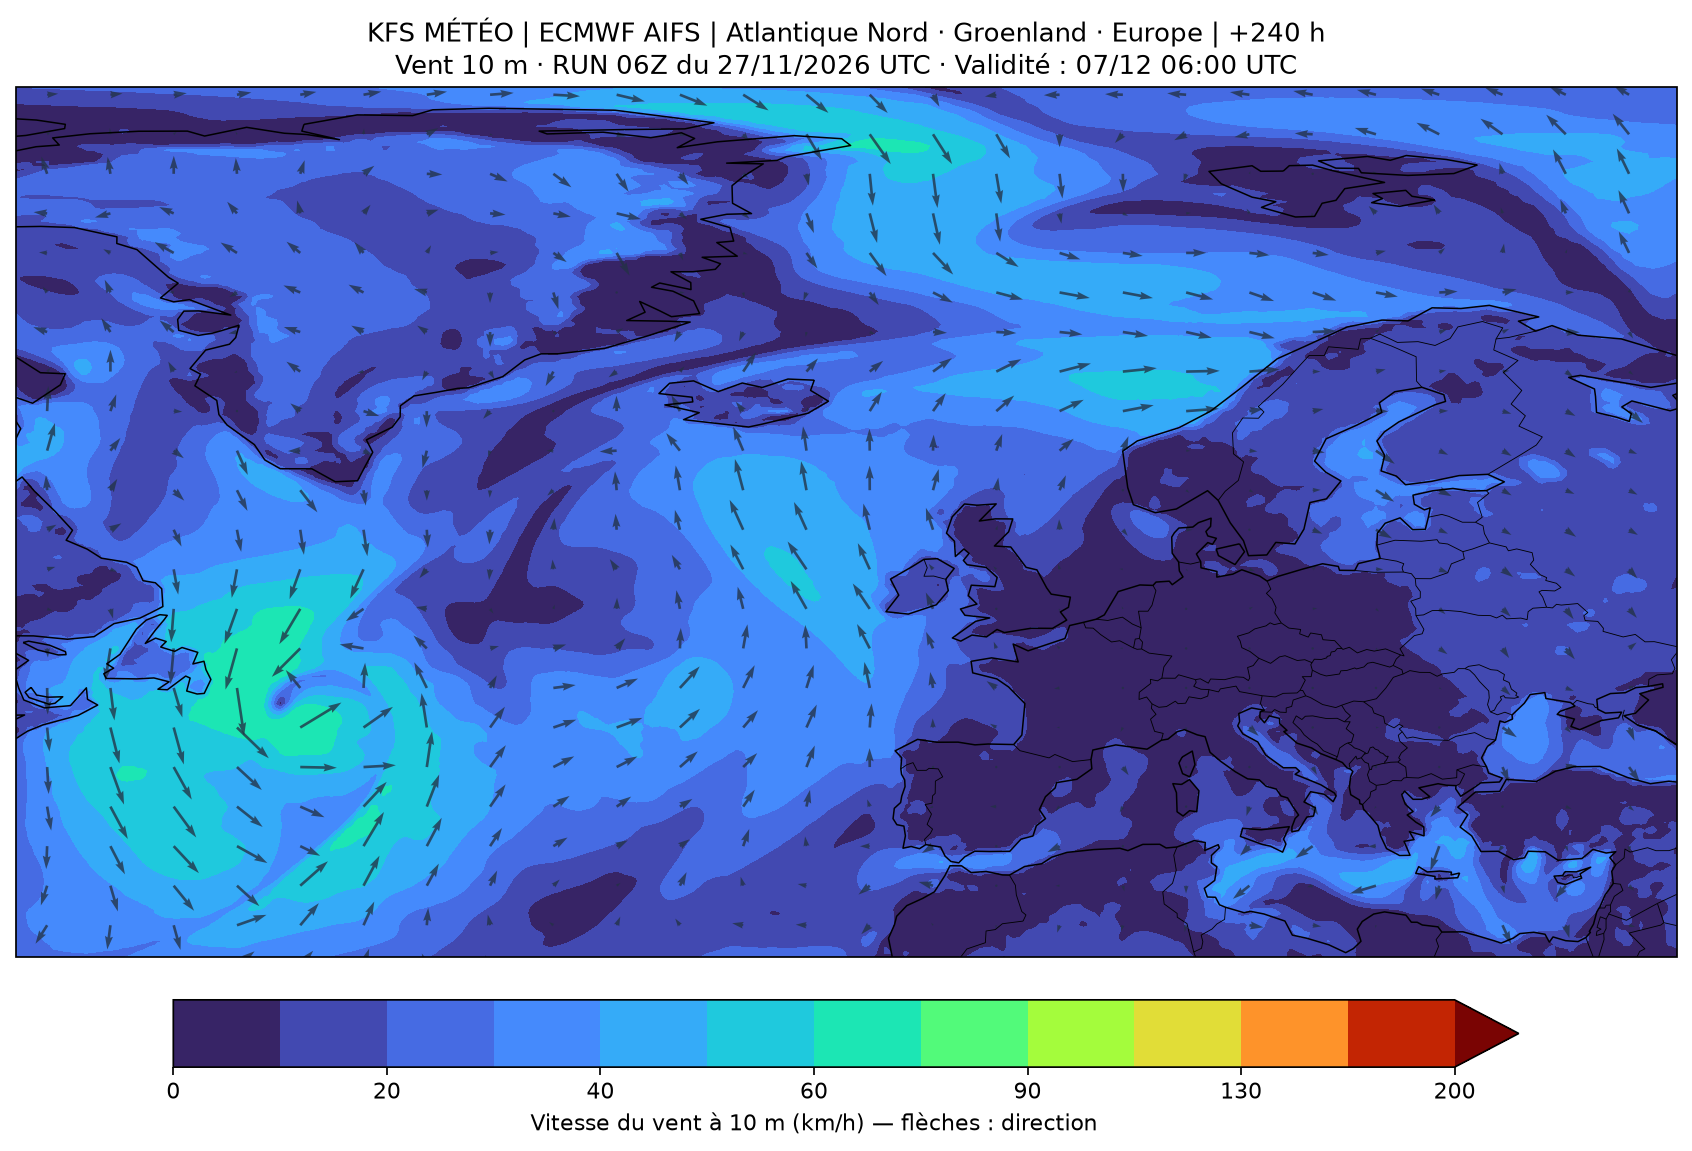 KFS MÉTÉO | ECMWF AIFS | Atlantique Nord · Groenland · Europe | +240 h
Vent 10 m · RUN 06Z du 27/11/2026 UTC · Validité : 07/12 06:00 UTC
0 20 40 60 90 130 200
Vitesse du vent à 10 m (km/h) — flèches : direction